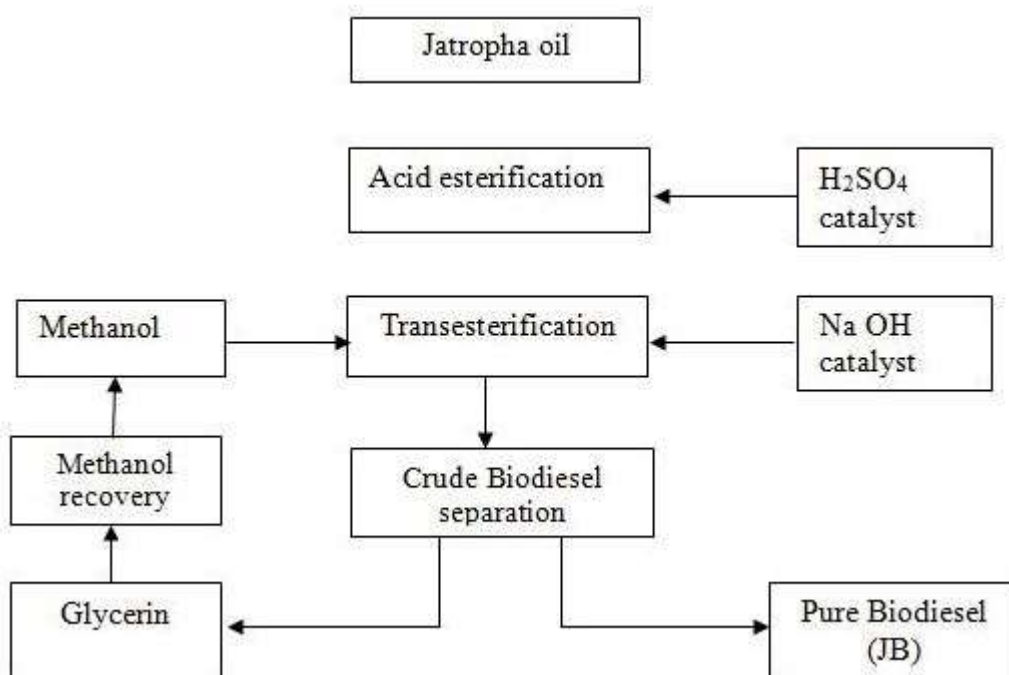 Jatropha oil
Acid esterification
H₂SO₄
catalyst
Methanol
Transesterification
Na OH
catalyst
Methanol
recovery
Crude Biodiesel
separation
Glycerin
Pure Biodiesel
(JB)